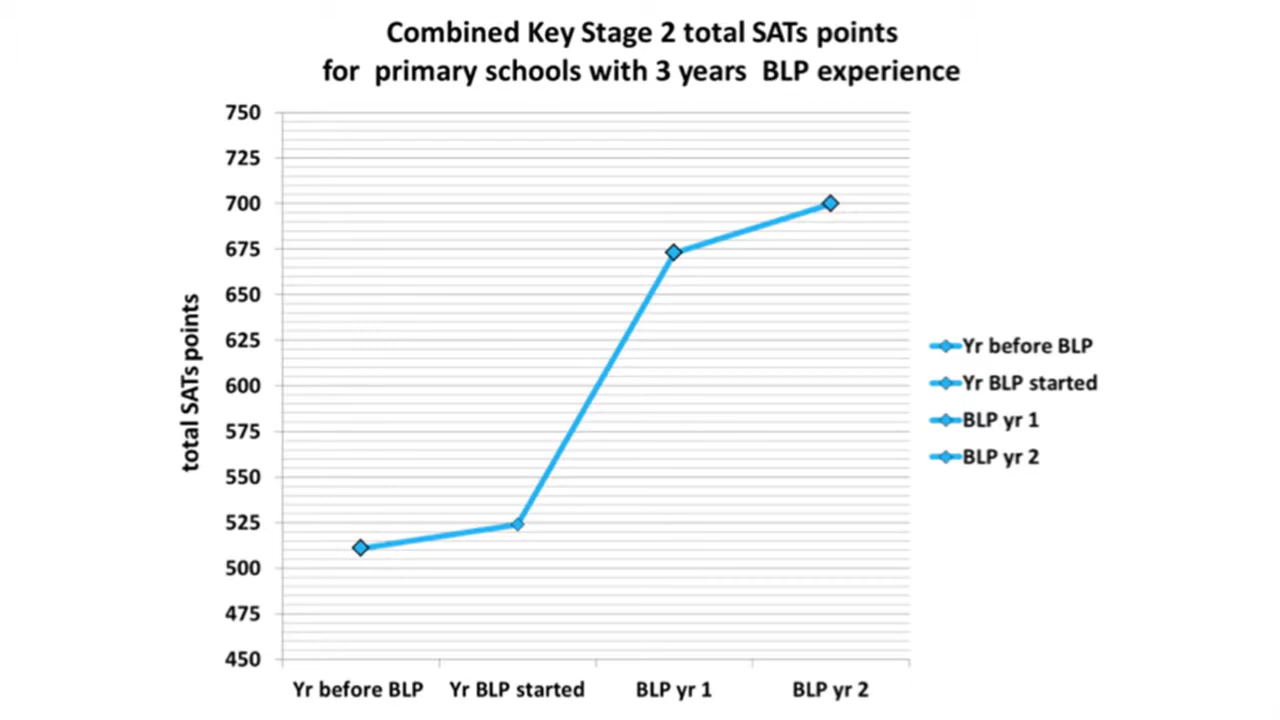 Combined Key Stage 2 total SATs points
for primary schools with 3 years BLP experience
750
725
700
675
650
625
600
575
550
525
500
475
450
total SATs points
Yr before BLP
Yr BLP started
BLP yr 1
BLP yr 2
Yr before BLP
Yr BLP started
BLP yr 1
BLP yr 2